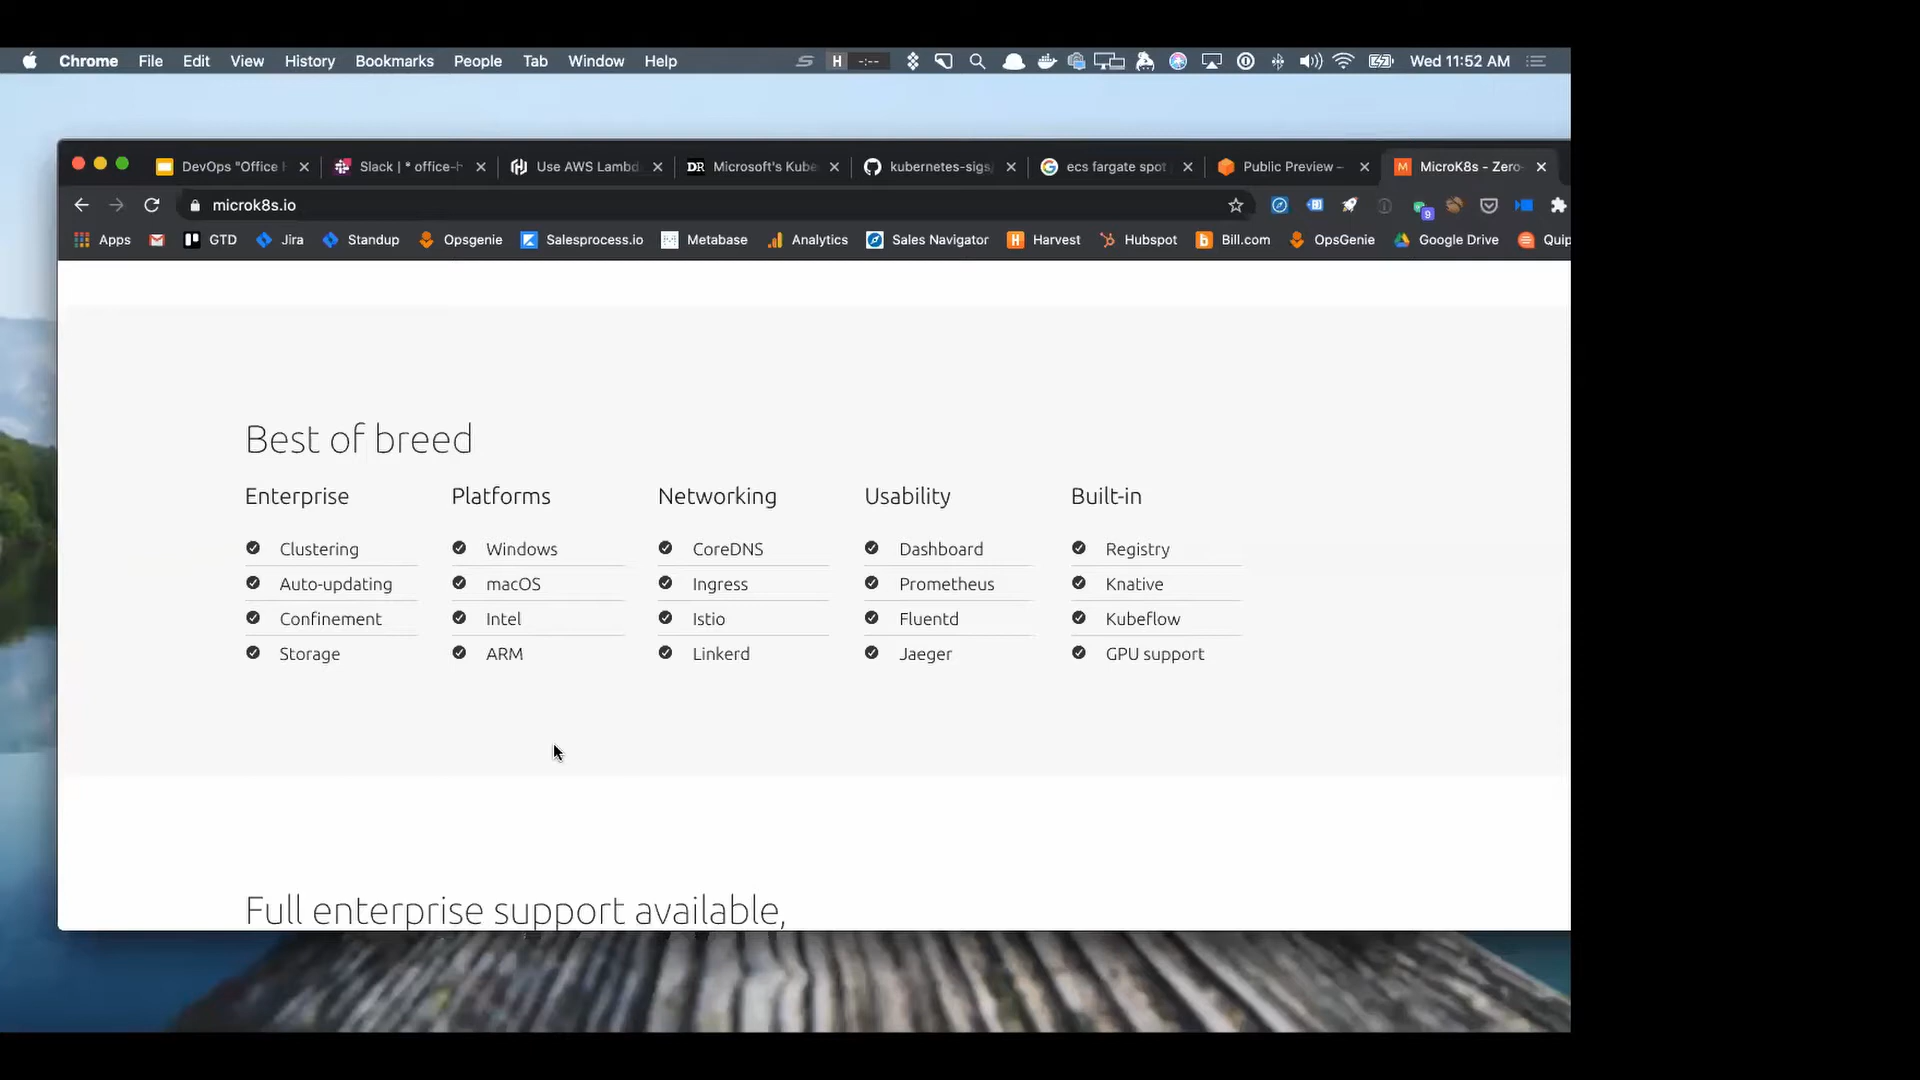 Chrome File Edit View History Bookmarks People Tab Window Help H -:-- Wed 11:52 AM
DevOps "Office H Slack | * office-h Use AWS Lambd DR Microsoft's Kube kubernetes-sigs ecs fargate spot Public Preview – M MicroK8s - Zero-
microk8s.io 9
Apps GTD Jira Standup Opsgenie Salesprocess.io Metabase Analytics Sales Navigator Harvest Hubspot Bill.com OpsGenie Google Drive Quip
Best of breed
Enterprise Platforms Networking Usability Built-in
Clustering Windows CoreDNS Dashboard Registry
Auto-updating macOS Ingress Prometheus Knative
Confinement Intel Istio Fluentd Kubeflow
Storage ARM Linkerd Jaeger GPU support
Full enterprise support available,